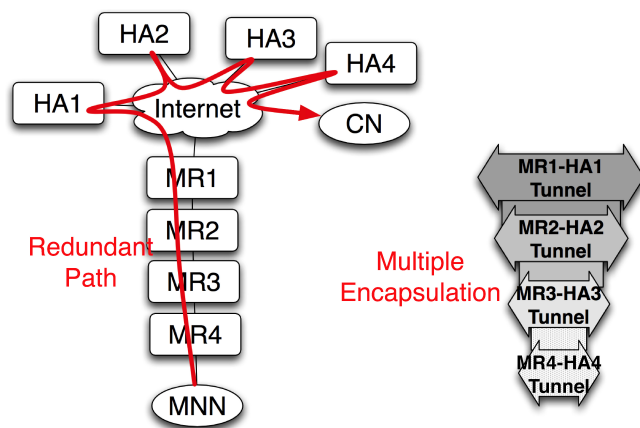 HA2
HA3
HA4
HA1
Internet
CN
MR1
MR2
MR3
MR4
MNN
Redundant
Path
Multiple
Encapsulation
MR1-HA1
Tunnel
MR2-HA2
Tunnel
MR3-HA3
Tunnel
MR4-HA4
Tunnel